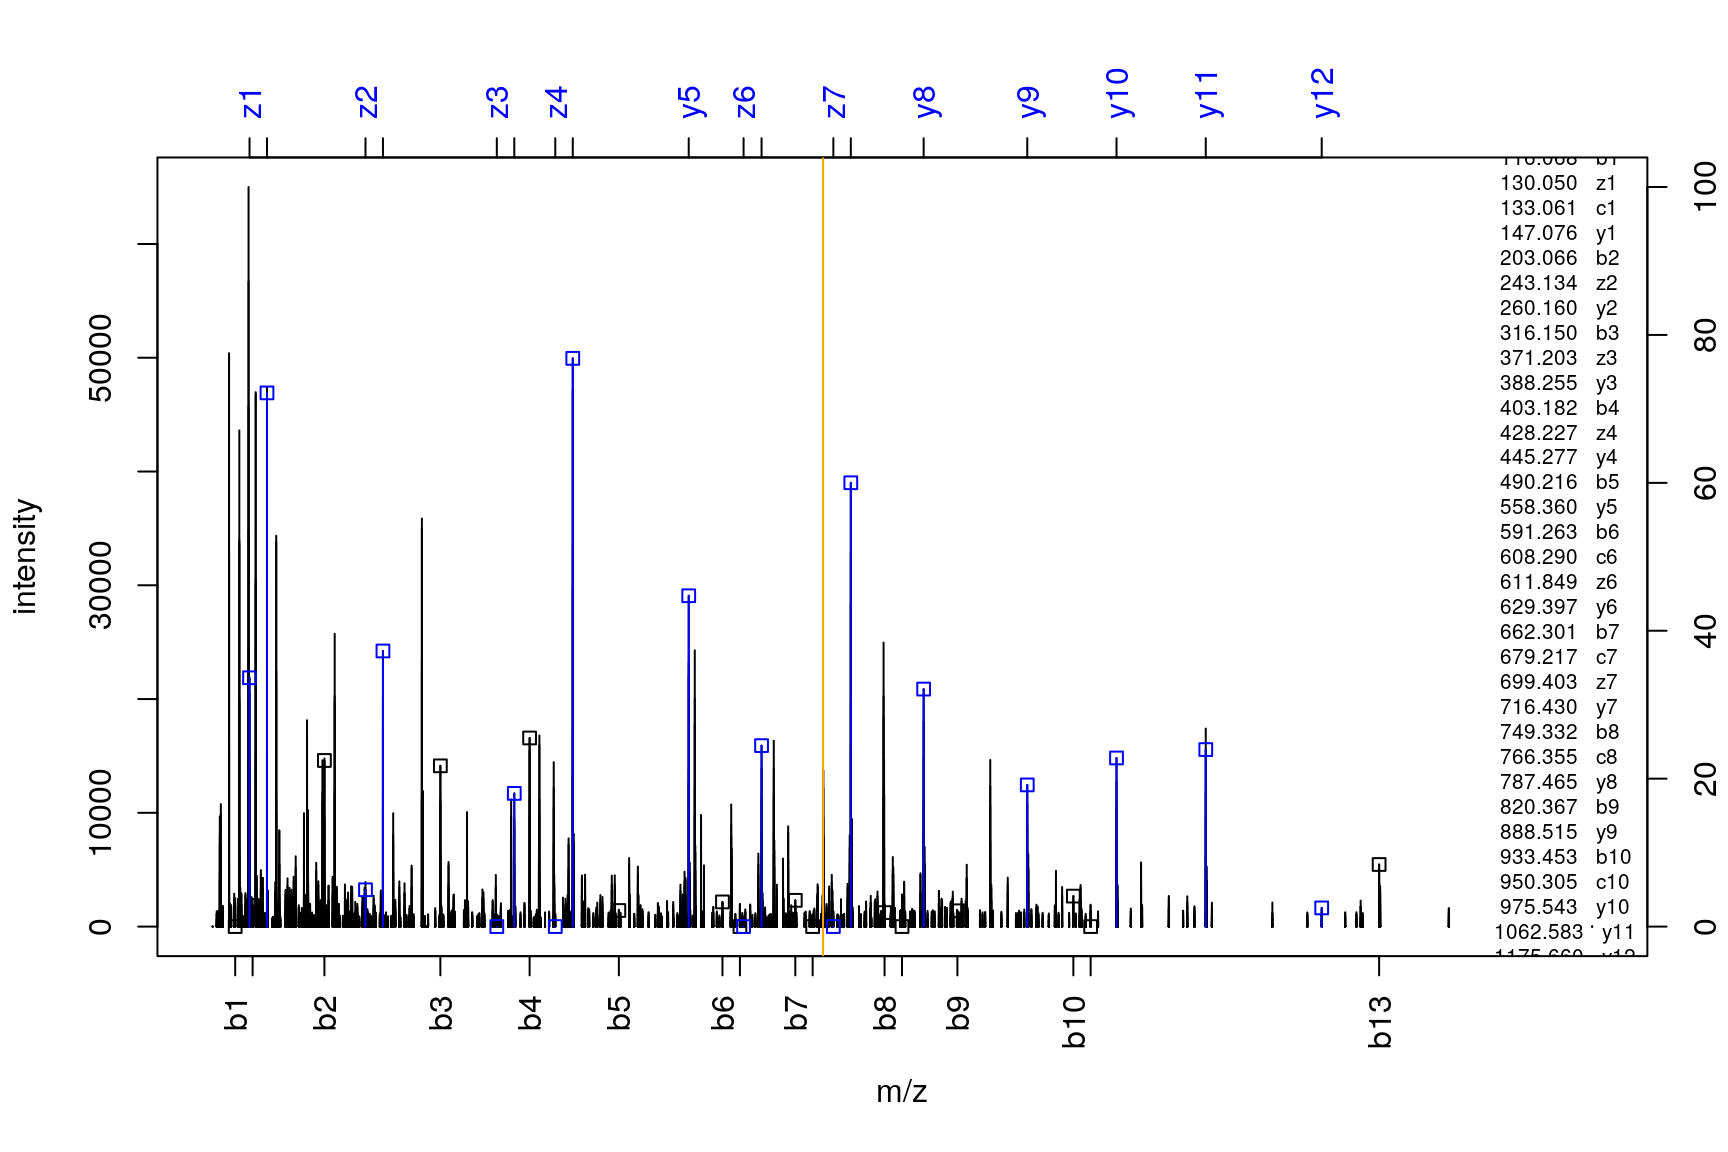 z1 z2 z3 z4 y5 z6 z7 y8 y9 y10 y11 y12
intensity
0 10000 30000 50000
116.068 b1
130.050 z1
133.061 c1
147.076 y1
203.066 b2
243.134 z2
260.160 y2
316.150 b3
371.203 z3
388.255 y3
403.182 b4
428.227 z4
445.277 y4
490.216 b5
558.360 y5
591.263 b6
608.290 c6
611.849 z6
629.397 y6
662.301 b7
679.217 c7
699.403 z7
716.430 y7
749.332 b8
766.355 c8
787.465 y8
820.367 b9
888.515 y9
933.453 b10
950.305 c10
975.543 y10
1062.583 y11
1175.669 y12
0 20 40 60 80 100
b1 b2 b3 b4 b5 b6 b7 b8 b9 b10 b13
m/z